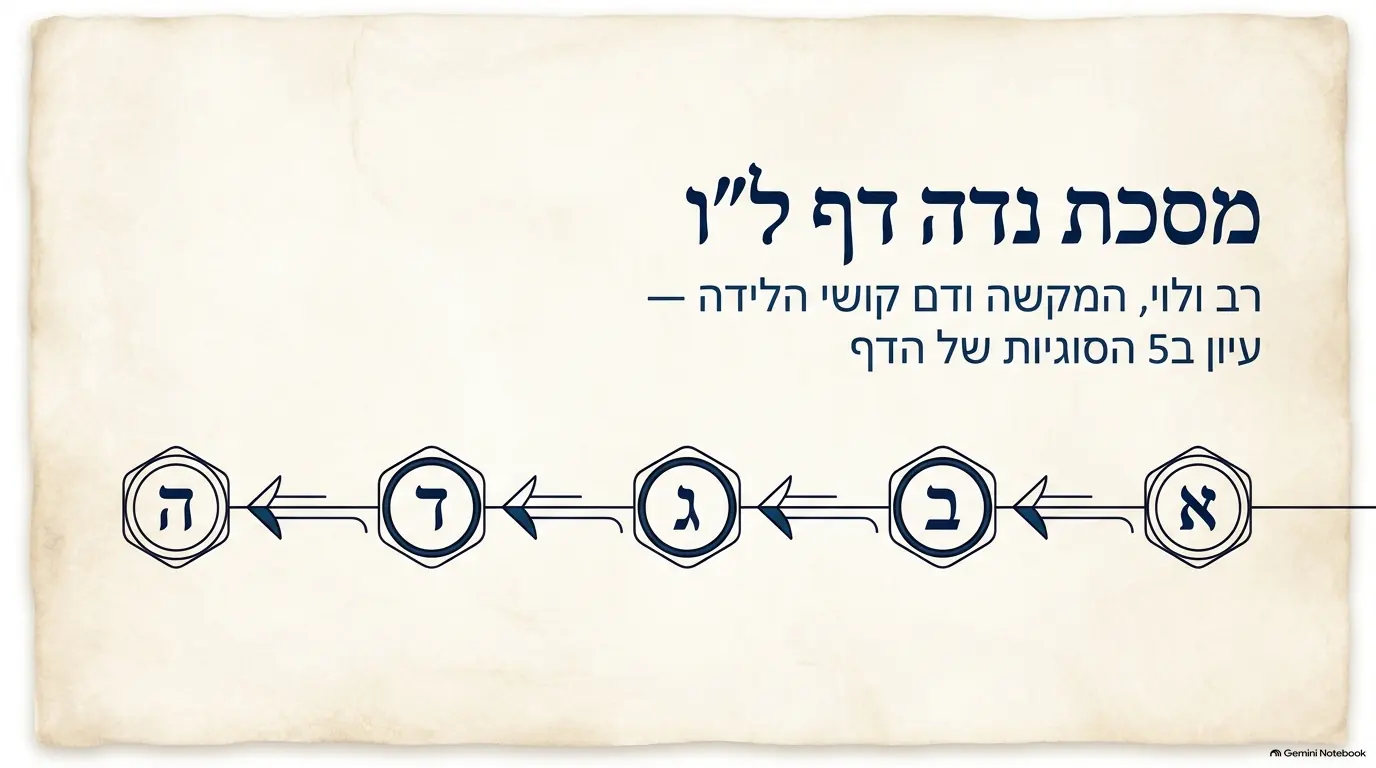 מסכת נדה דף ל״ו
רב ולוי, המקשה ודם קושי הלידה –
עיון ב5 הסוגיות של הדף
א
ב
ג
ד
ה
Gemini Notebook